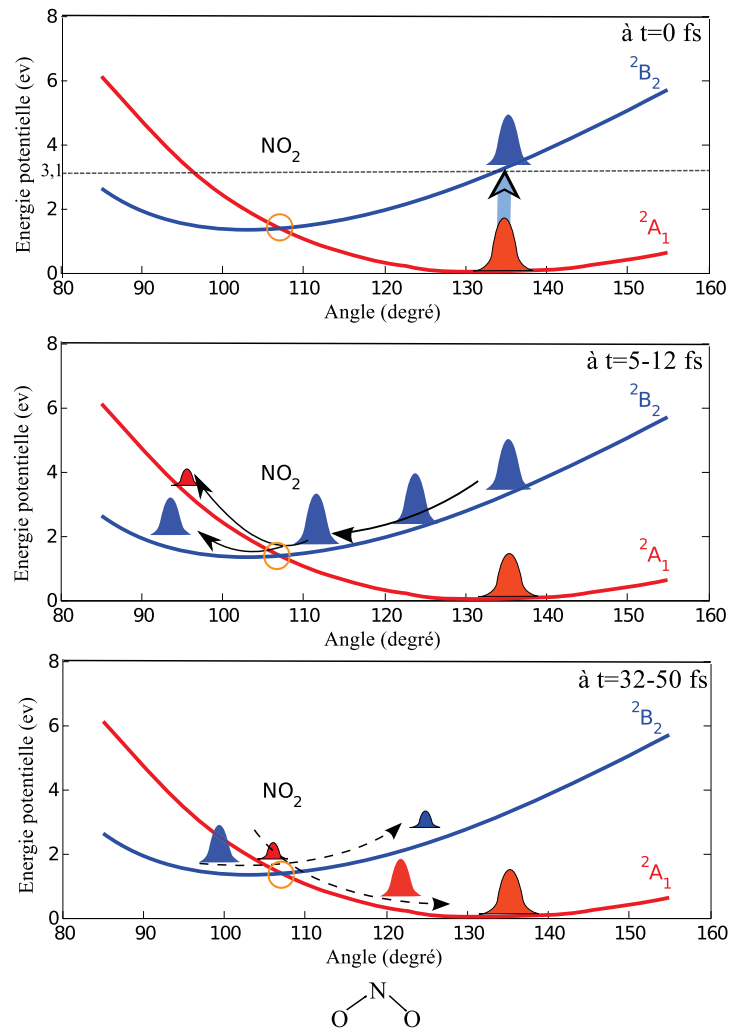 à t=0 fs
8
²B₂
6
NO₂
4
3,1
2
²A₁
0
80 90 100 110 120 130 140 150 160
Angle (degré)
Energie potentielle (ev)
à t=5-12 fs
8
²B₂
6
NO₂
4
2
²A₁
0
80 90 100 110 120 130 140 150 160
Angle (degré)
Energie potentielle (ev)
à t=32-50 fs
8
²B₂
6
NO₂
4
2
²A₁
0
80 90 100 110 120 130 140 150 160
Angle (degré)
Energie potentielle (ev)
N
O O